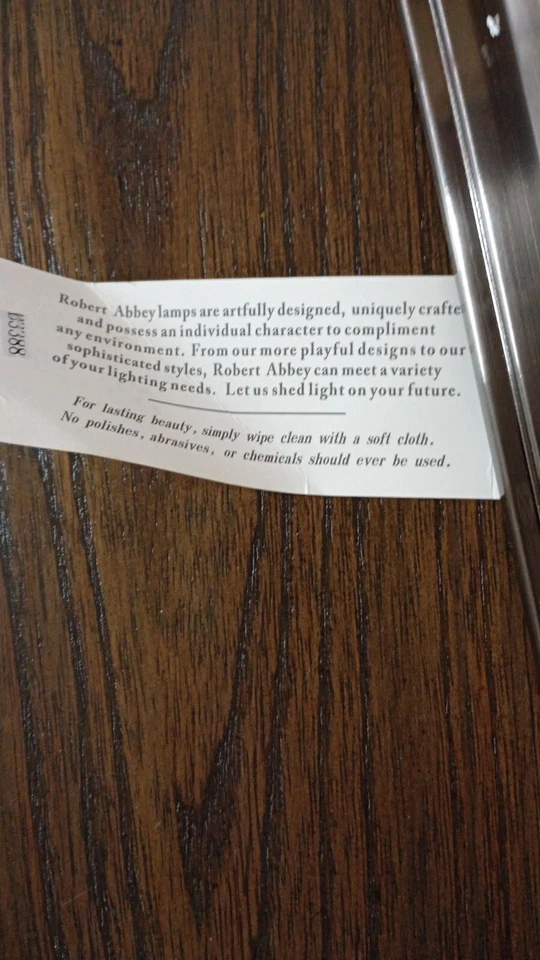 Robert Abbey lamps are artfully designed, uniquely crafte
and possess an individual character to compliment
any environment. From our more playful designs to our
sophisticated styles, Robert Abbey can meet a variety
of your lighting needs. Let us shed light on your future.
For lasting beauty, simply wipe clean with a soft cloth.
No polishes, abrasives, or chemicals should ever be used.